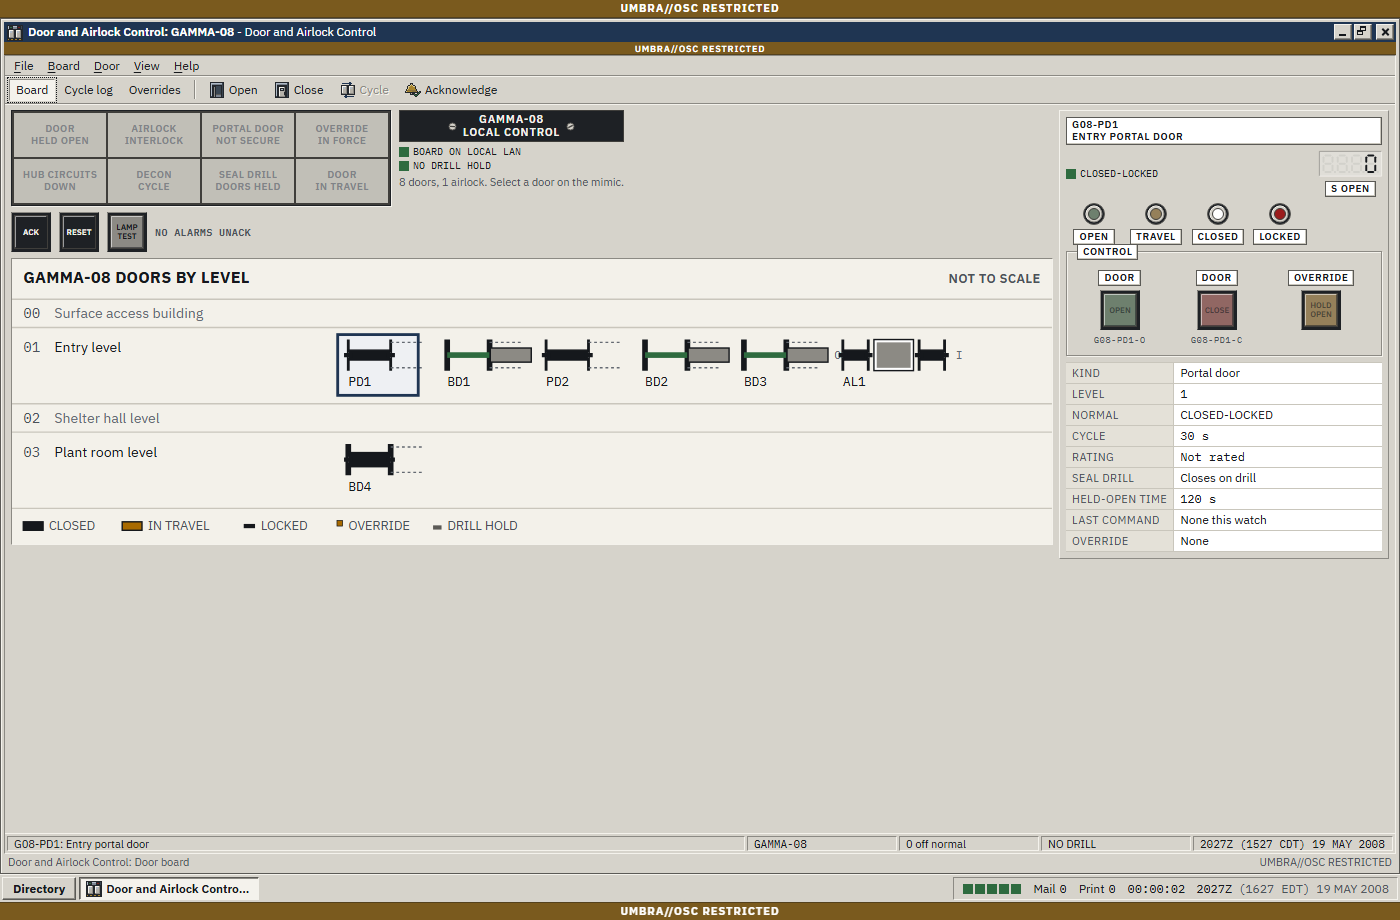 UMBRA//OSC RESTRICTED
Door and Airlock Control: GAMMA-08 - Door and Airlock Control
UMBRA//OSC RESTRICTED
File Board Door View Help
Board Cycle log Overrides Open Close Cycle Acknowledge
DOOR HELD OPEN
AIRLOCK INTERLOCK
PORTAL DOOR NOT SECURE
OVERRIDE IN FORCE
HUB CIRCUITS DOWN
DECON CYCLE
SEAL DRILL DOORS HELD
DOOR IN TRAVEL
GAMMA-08
LOCAL CONTROL
BOARD ON LOCAL LAN
NO DRILL HOLD
8 doors, 1 airlock. Select a door on the mimic.
ACK RESET LAMP TEST NO ALARMS UNACK
GAMMA-08 DOORS BY LEVEL NOT TO SCALE
00 Surface access building
01 Entry level
PD1 BD1 PD2 BD2 BD3 O AL1 I
02 Shelter hall level
03 Plant room level
BD4
CLOSED IN TRAVEL LOCKED OVERRIDE DRILL HOLD
G08-PD1
ENTRY PORTAL DOOR
CLOSED-LOCKED
0
S OPEN
OPEN TRAVEL CLOSED LOCKED
CONTROL
DOOR DOOR OVERRIDE
OPEN CLOSE HOLD OPEN
G08-PD1-O G08-PD1-C
KIND Portal door
LEVEL 1
NORMAL CLOSED-LOCKED
CYCLE 30 s
RATING Not rated
SEAL DRILL Closes on drill
HELD-OPEN TIME 120 s
LAST COMMAND None this watch
OVERRIDE None
G08-PD1: Entry portal door GAMMA-08 0 off normal NO DRILL 2027Z (1527 CDT) 19 MAY 2008
Door and Airlock Control: Door board UMBRA//OSC RESTRICTED
Directory Door and Airlock Contro... Mail 0 Print 0 00:00:02 2027Z (1627 EDT) 19 MAY 2008
UMBRA//OSC RESTRICTED